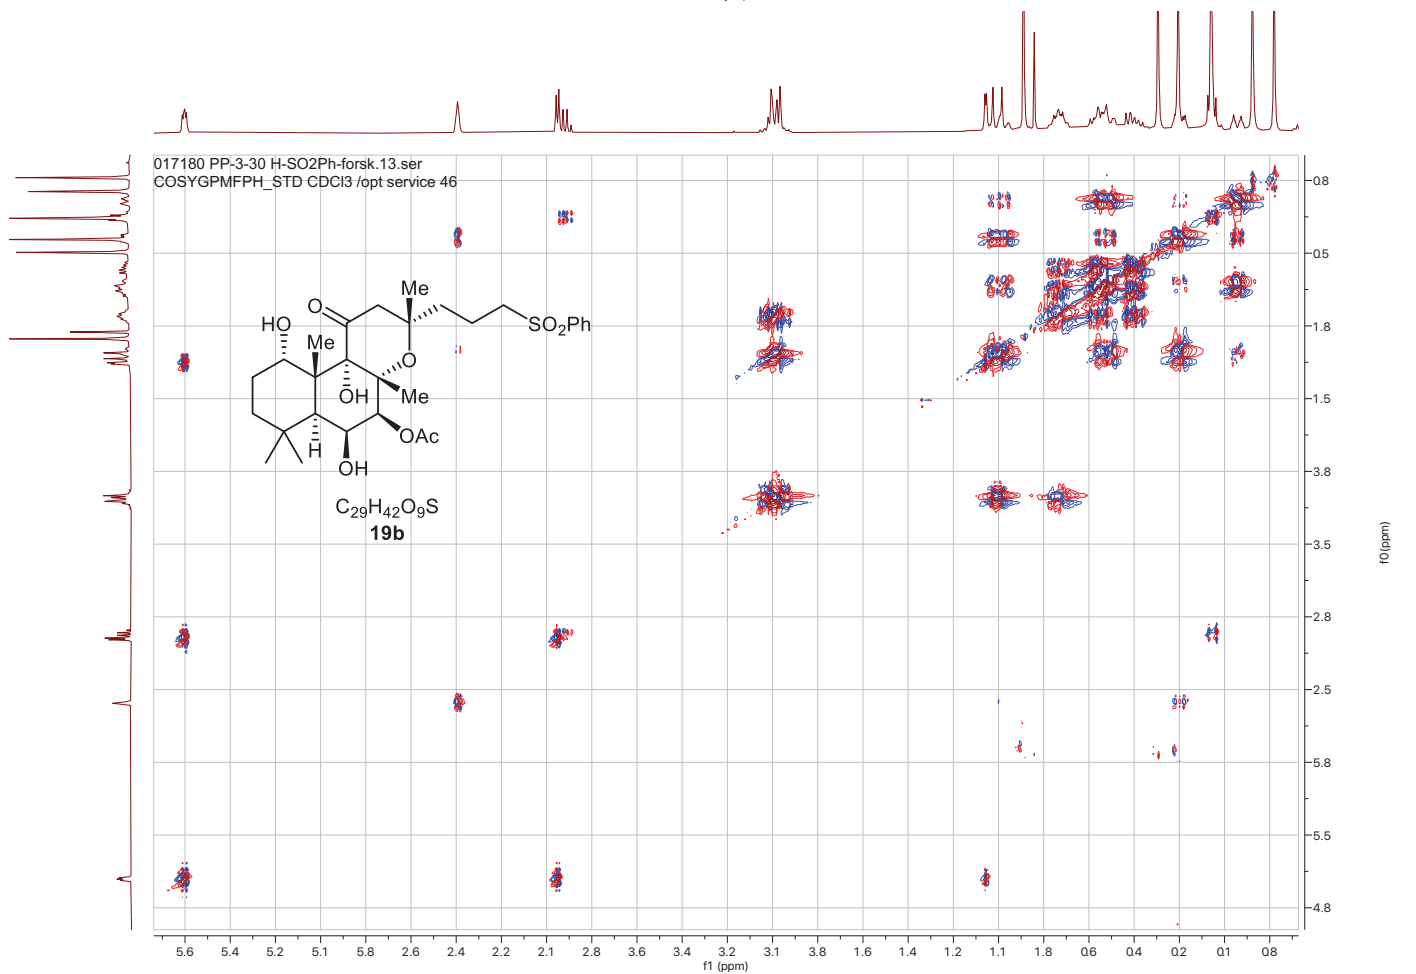 017180 PP-3-30 H-SO2Ph-forsk.13.ser
COSYGPMFPH_STD CDCl3 /opt service 46
Me
O
HO
SO2Ph
Me
O
OH
Me
OAc
H
OH
C29H42O9S
19b
0.8
0.5
1.8
1.5
3.8
3.5
2.8
2.5
5.8
5.5
4.8
f0 (ppm)
5.6 5.4 5.1 5.8 2.6 2.4 2.1 2.8 3.6 3.4 3.2 3.1 3.8 1.6 1.4 1.2 1.1 1.8 0.6 0.4 0.2 0.1 0.8
f1 (ppm)